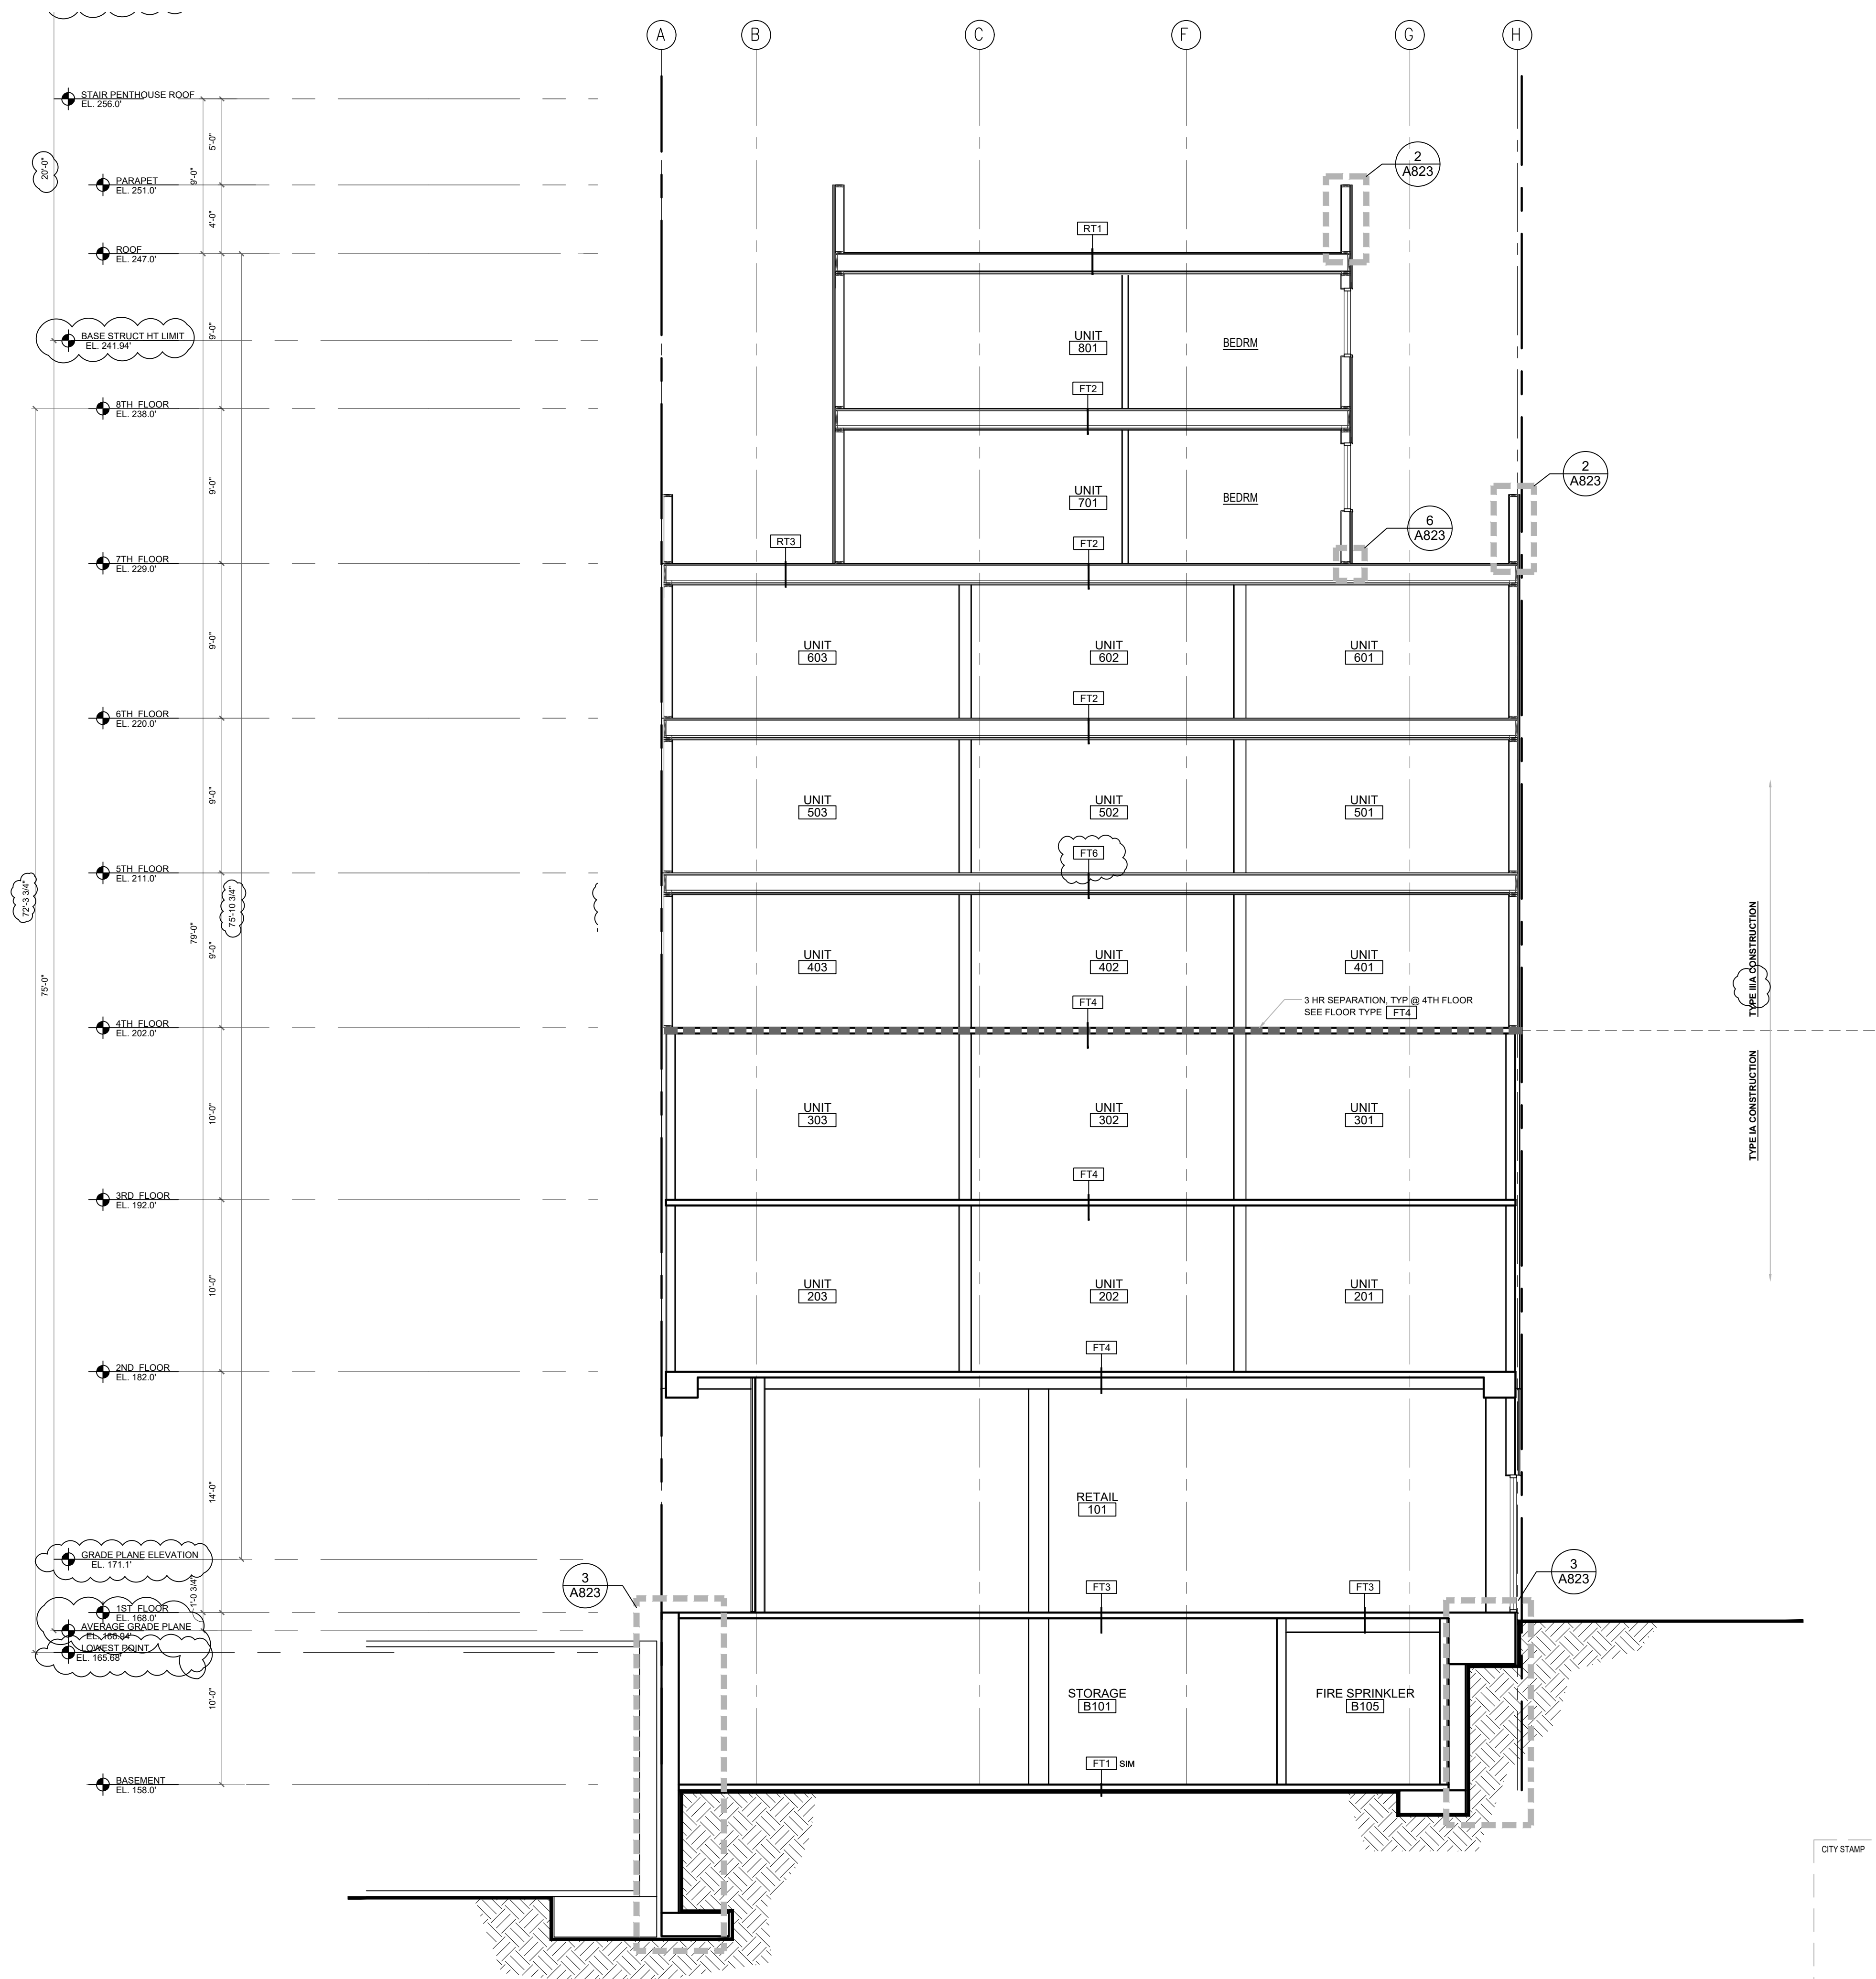 A B C F G H
STAIR PENTHOUSE ROOF
EL. 256.0'
5'-0"
20'-0"
9'-0"
2
A823
PARAPET
EL. 251.0'
4'-0"
RT1
ROOF
EL. 247.0'
9'-0"
BASE STRUCT HT LIMIT
EL. 241.94'
UNIT
801
BEDRM
FT2
8TH FLOOR
EL. 238.0'
2
A823
9'-0"
UNIT
701
BEDRM
6
A823
RT3
FT2
7TH FLOOR
EL. 229.0'
9'-0"
UNIT
603
UNIT
602
UNIT
601
FT2
6TH FLOOR
EL. 220.0'
9'-0"
UNIT
503
UNIT
502
UNIT
501
FT6
5TH FLOOR
EL. 211.0'
72'-3 3/4"
75'-10 3/4"
79'-0"
9'-0"
75'-0"
UNIT
403
UNIT
402
UNIT
401
TYPE IIIA CONSTRUCTION
FT4
3 HR SEPARATION, TYP @ 4TH FLOOR
SEE FLOOR TYPE FT4
4TH FLOOR
EL. 202.0'
TYPE IA CONSTRUCTION
10'-0"
UNIT
303
UNIT
302
UNIT
301
FT4
3RD FLOOR
EL. 192.0'
10'-0"
UNIT
203
UNIT
202
UNIT
201
FT4
2ND FLOOR
EL. 182.0'
14'-0"
RETAIL
101
GRADE PLANE ELEVATION
EL. 171.1'
3
A823
3
A823
1'-0 3/4"
FT3
FT3
1ST FLOOR
EL. 168.0'
AVERAGE GRADE PLANE
EL. 166.94'
LOWEST POINT
EL. 165.68'
10'-0"
STORAGE
B101
FIRE SPRINKLER
B105
FT1 SIM
BASEMENT
EL. 158.0'
CITY STAMP